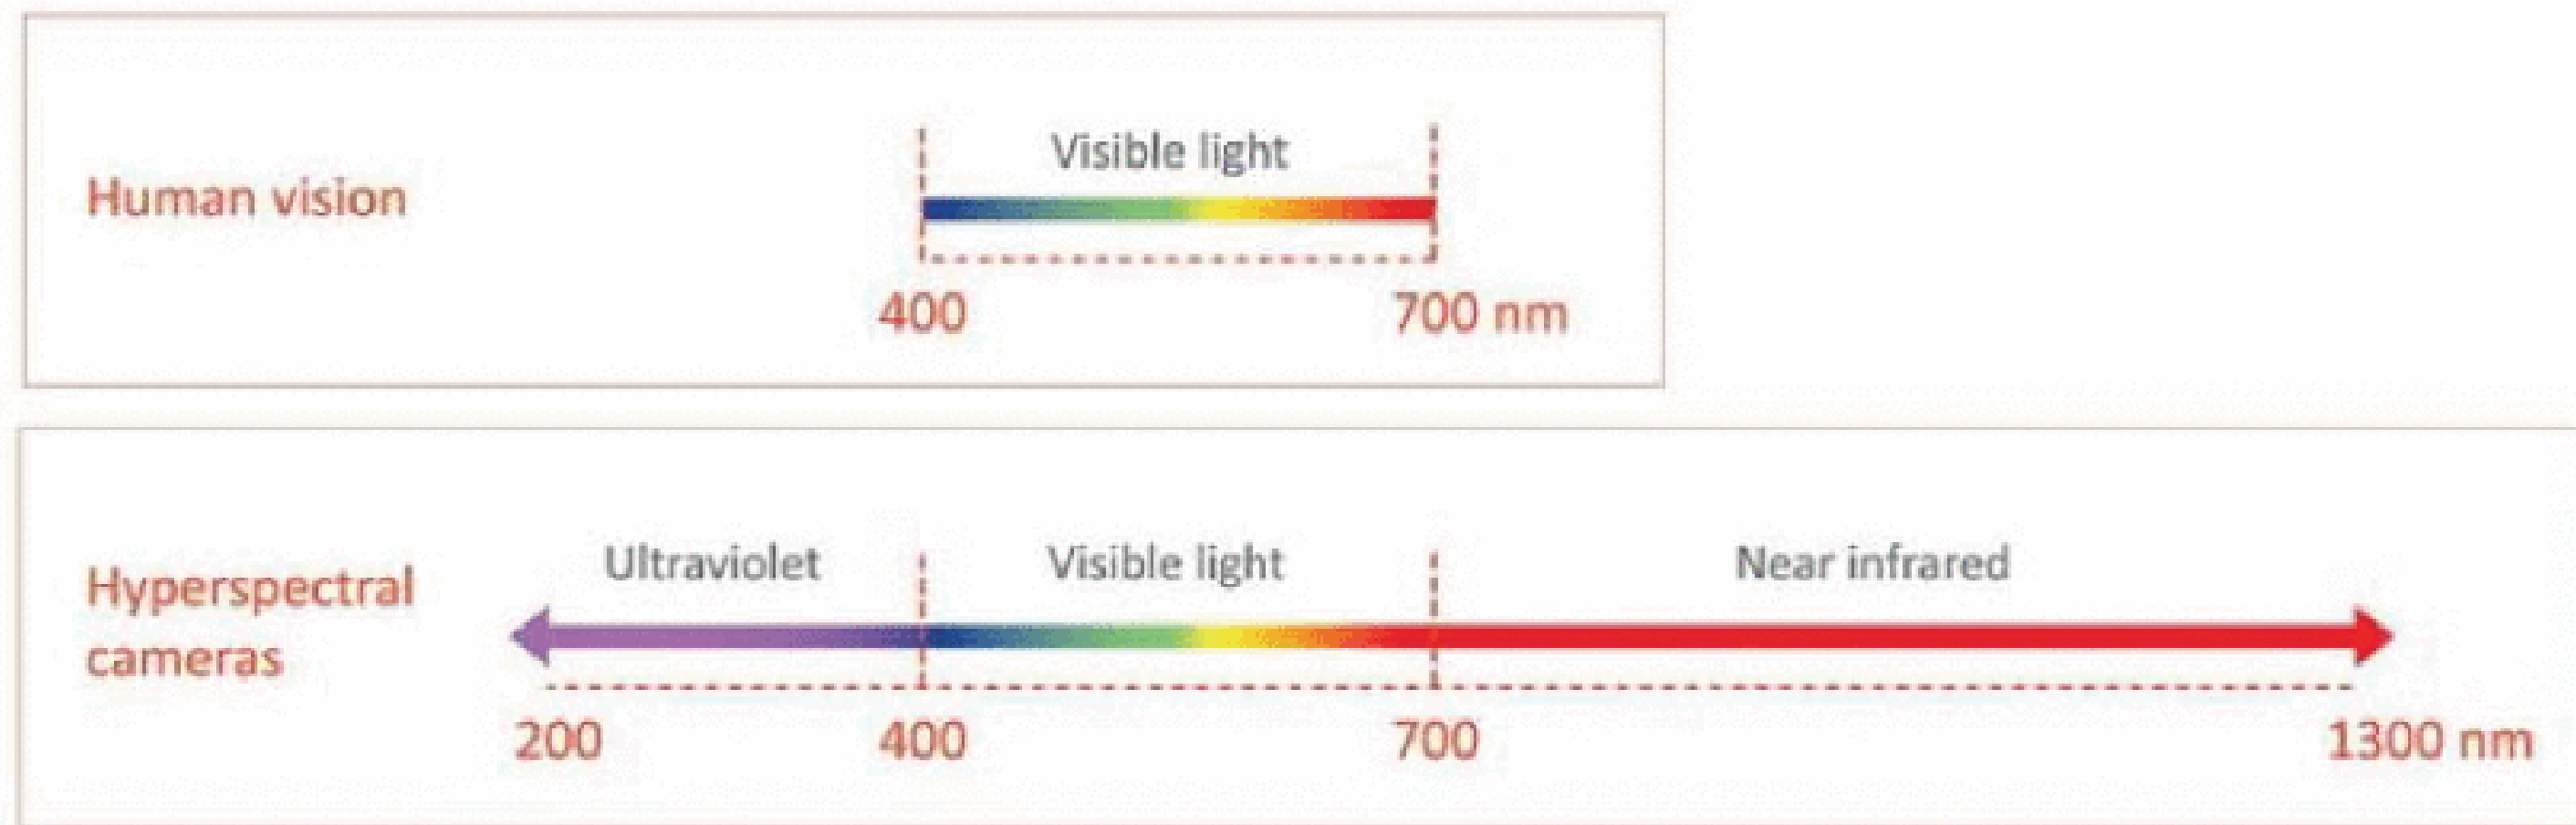 Visible light
Human vision
400
700 nm
Ultraviolet
Visible light
Near infrared
Hyperspectral
cameras
200
400
700
1300 nm